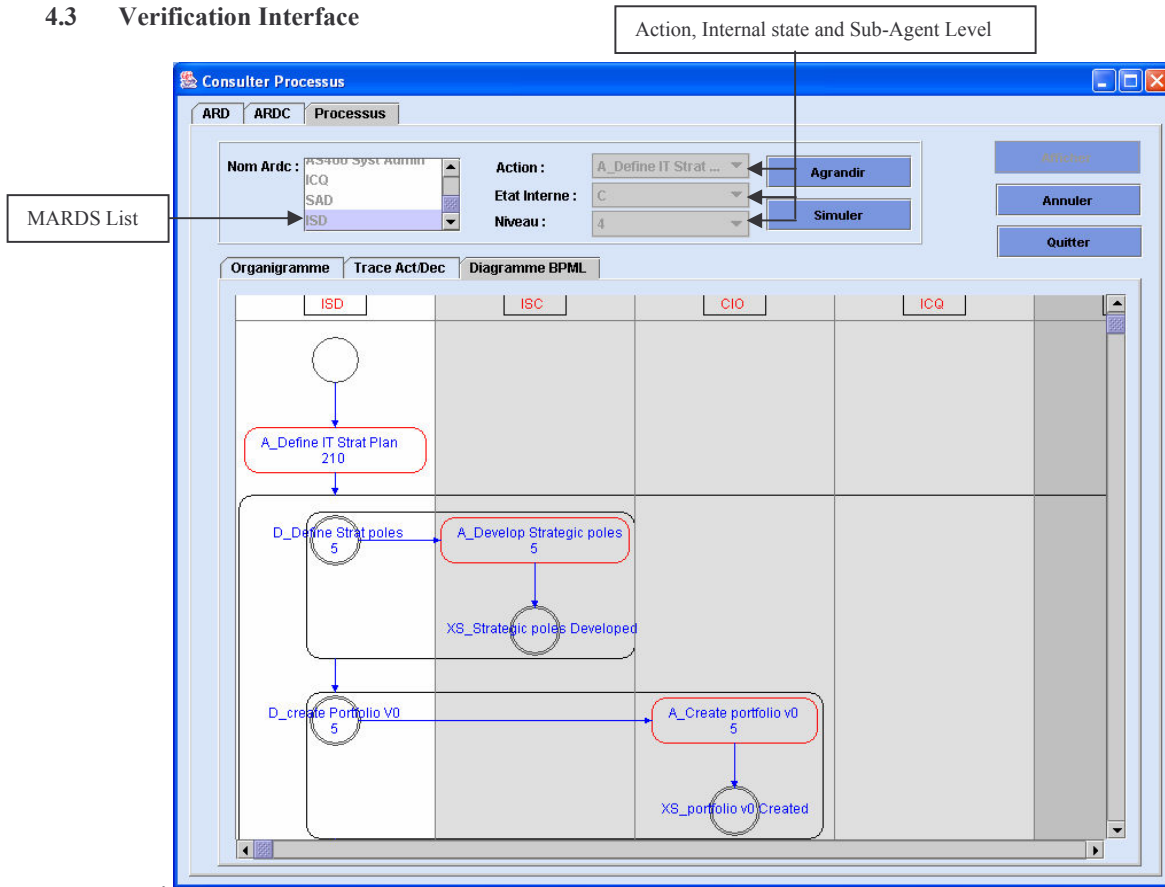 4.3 Verification Interface
Action, Internal state and Sub-Agent Level
Consulter Processus
ARD ARDC Processus
Nom Ardc :
AS400 Syst Admin
ICQ
SAD
ISD
Action :
A_Define IT Strat ...
Etat Interne :
C
Niveau :
4
Agrandir
Simuler
Annuler
Quitter
MARDS List
Organigramme Trace Act/Dec Diagramme BPML
ISD ISC CIO ICQ
A_Define IT Strat Plan
210
D_Define Strat poles
5
A_Develop Strategic poles
5
XS_Strategic poles Developed
D_create Portfolio V0
5
A_Create portfolio v0
5
XS_portfolio v0 Created